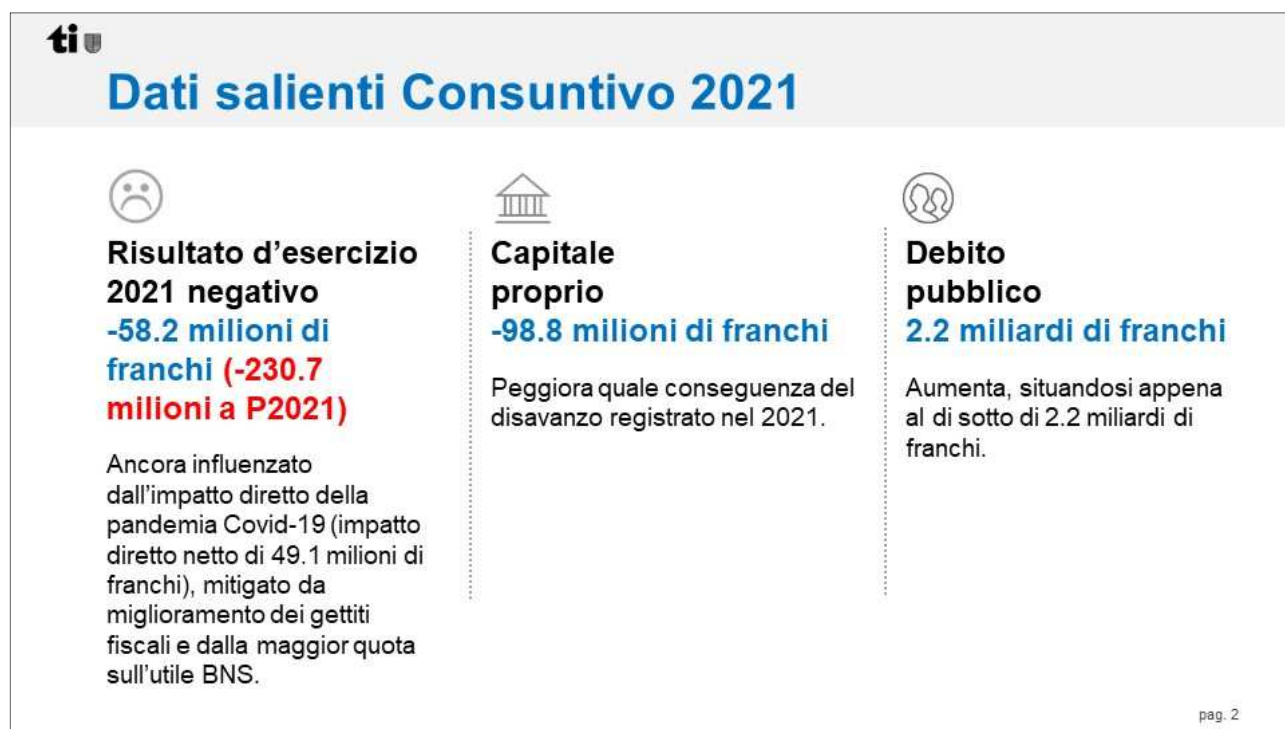 ti
Dati salienti Consuntivo 2021
Risultato d'esercizio
2021 negativo
-58.2 milioni di
franchi (-230.7
milioni a P2021)
Ancora influenzato
dall'impatto diretto della
pandemia Covid-19 (impatto
diretto netto di 49.1 milioni di
franchi), mitigato da
miglioramento dei gettiti
fiscali e dalla maggior quota
sull'utile BNS.
Capitale
proprio
-98.8 milioni di franchi
Peggiora quale conseguenza del
disavanzo registrato nel 2021.
Debito
pubblico
2.2 miliardi di franchi
Aumenta, situandosi appena
al di sotto di 2.2 miliardi di
franchi.
pag. 2